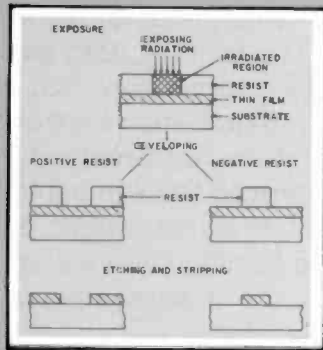 EXPOSURE
EXPOSING
RADIATION
IRRADIATED
REGION
RESIST
THIN FILM
SUBSTRATE
DEVELOPING
POSITIVE RESIST
NEGATIVE RESIST
RESIST
ETCHING AND STRIPPING